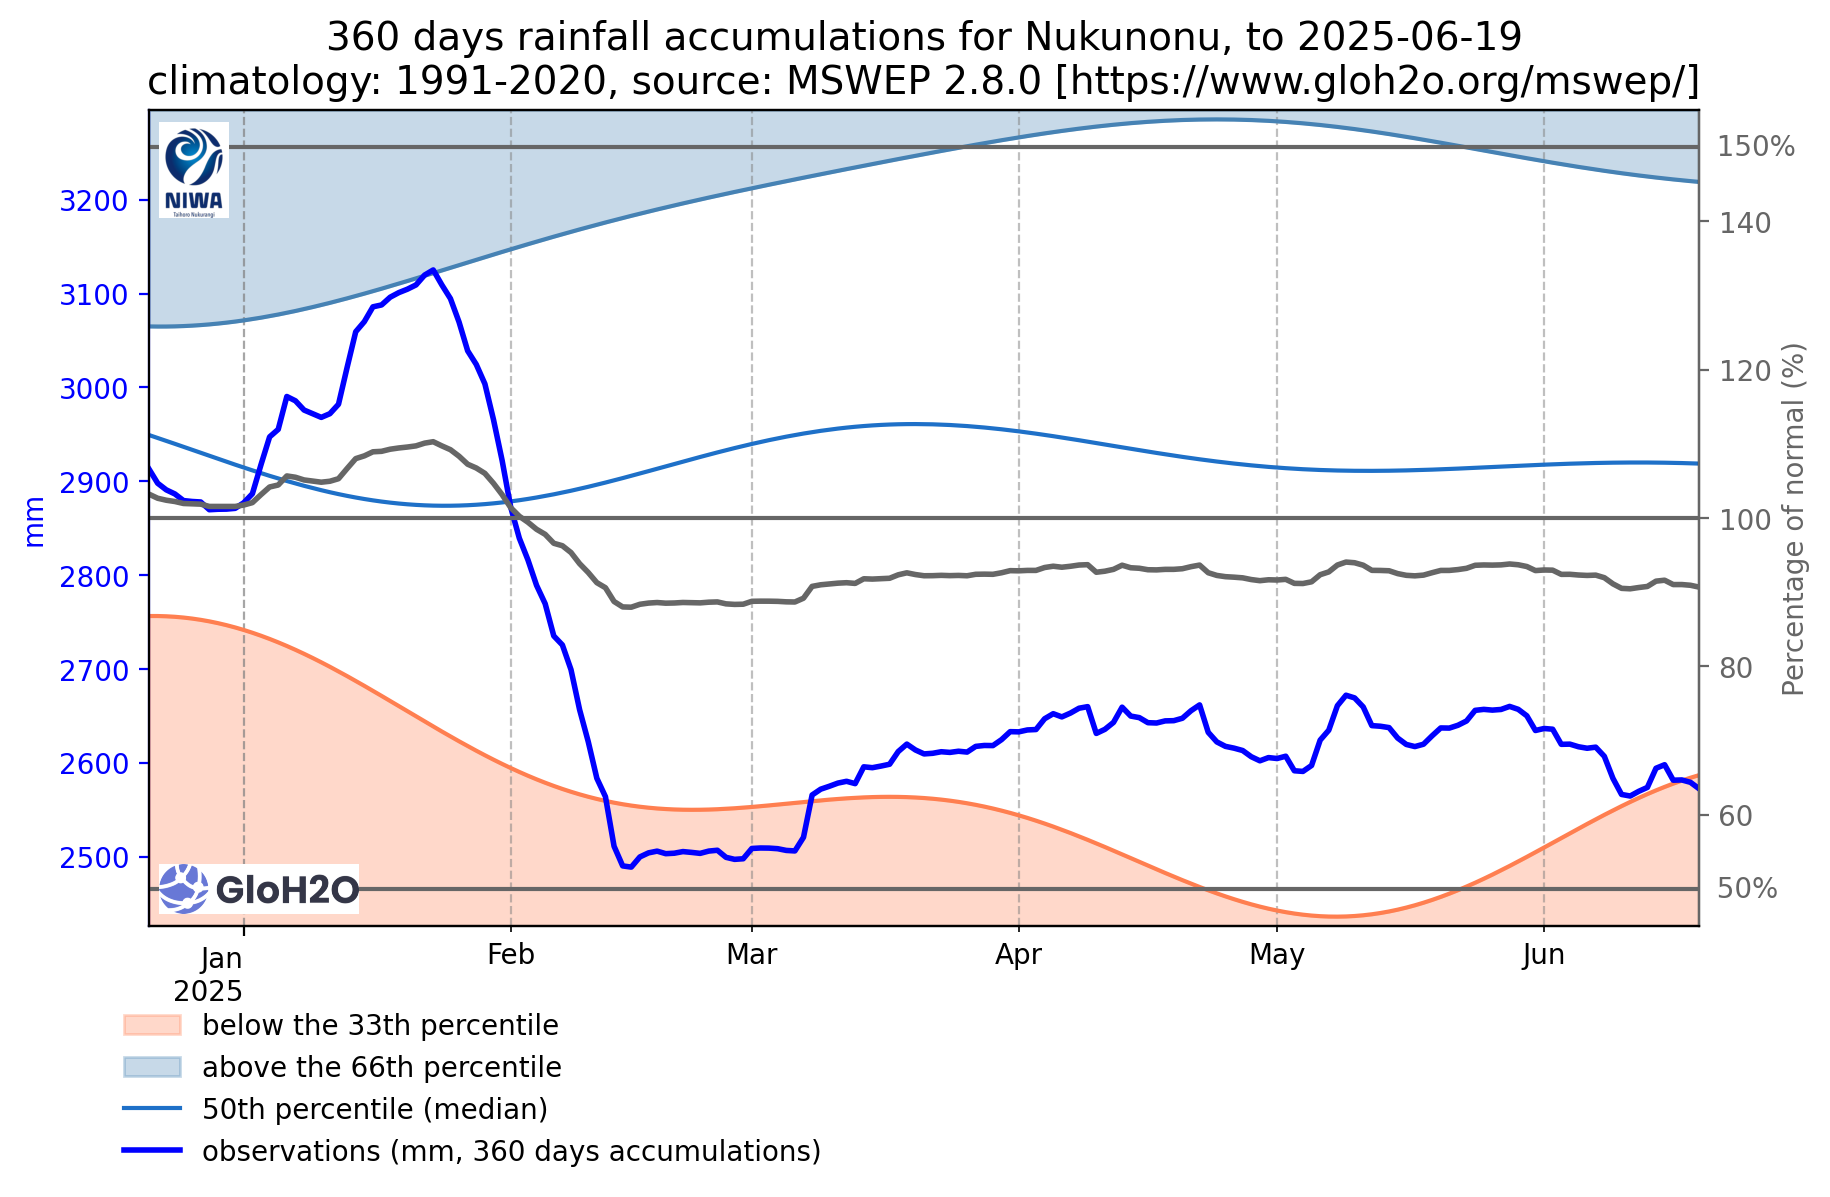 360 days rainfall accumulations for Nukunonu, to 2025-06-19
climatology: 1991-2020, source: MSWEP 2.8.0 [https://www.gloh2o.org/mswep/]
NIWA
Taihoro Nukurangi
3200
3100
3000
2900
2800
2700
2600
2500
mm
150%
140
120
100
80
60
50%
Percentage of normal (%)
GloH2O
Jan
2025
Feb
Mar
Apr
May
Jun
below the 33th percentile
above the 66th percentile
50th percentile (median)
observations (mm, 360 days accumulations)